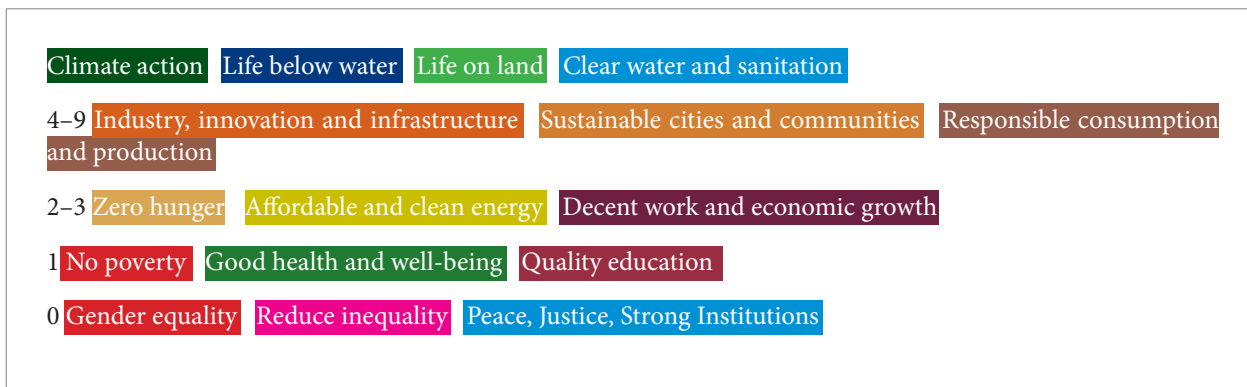 Climate action Life below water Life on land Clear water and sanitation
4–9 Industry, innovation and infrastructure Sustainable cities and communities Responsible consumption
and production
2–3 Zero hunger Affordable and clean energy Decent work and economic growth
1 No poverty Good health and well-being Quality education
0 Gender equality Reduce inequality Peace, Justice, Strong Institutions